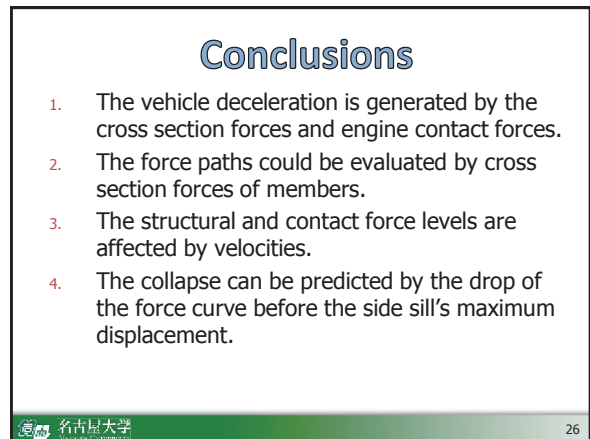 Conclusions
1. The vehicle deceleration is generated by the
cross section forces and engine contact forces.
2. The force paths could be evaluated by cross
section forces of members.
3. The structural and contact force levels are
affected by velocities.
4. The collapse can be predicted by the drop of
the force curve before the side sill's maximum
displacement.
名古屋大学
26